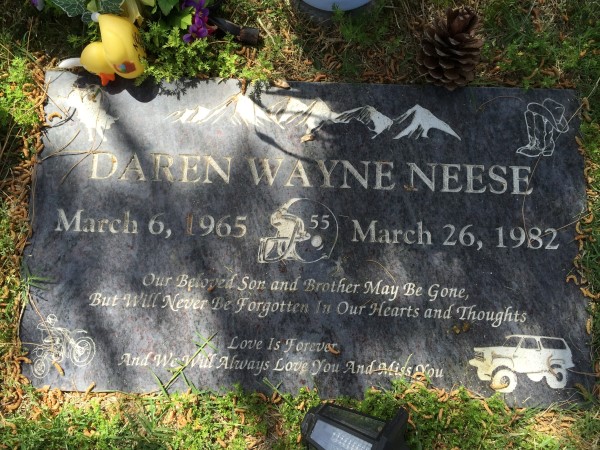 DAREN WAYNE NEESE
March 6, 1965 55 March 26, 1982
Our Beloved Son and Brother May Be Gone,
But Will Never Be Forgotten In Our Hearts and Thoughts
Love Is Forever
And We Will Always Love You And Miss You